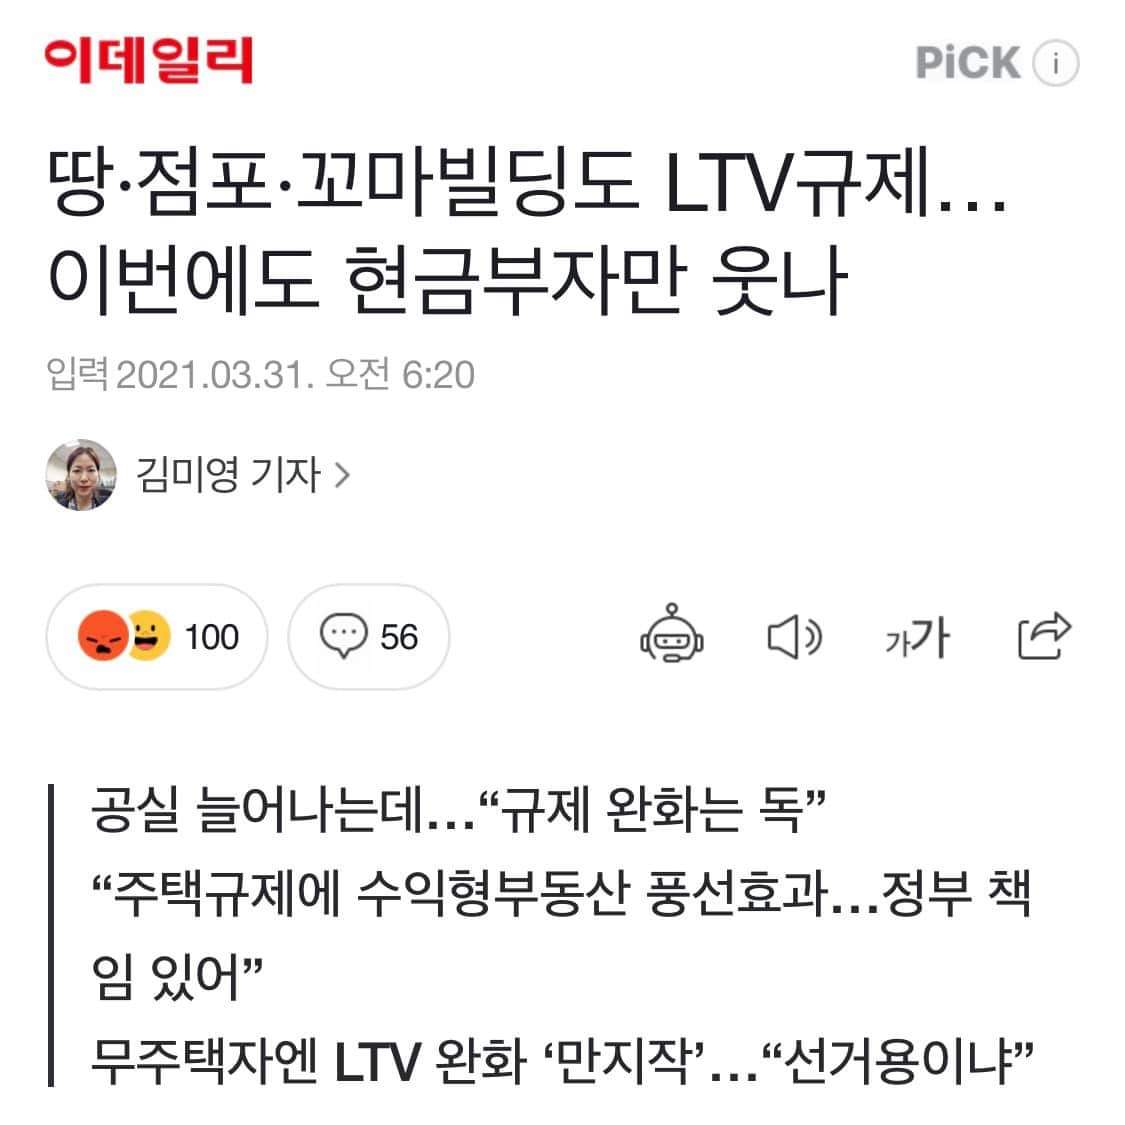 이데일리
PiCK i
땅·점포·꼬마빌딩도 LTV규제…
이번에도 현금부자만 웃나
입력 2021.03.31. 오전 6:20
김미영 기자 >
100
56
가가
공실 늘어나는데…“규제 완화는 독”
“주택규제에 수익형부동산 풍선효과…정부 책
임 있어”
무주택자엔 LTV 완화 ‘만지작’…“선거용이냐”